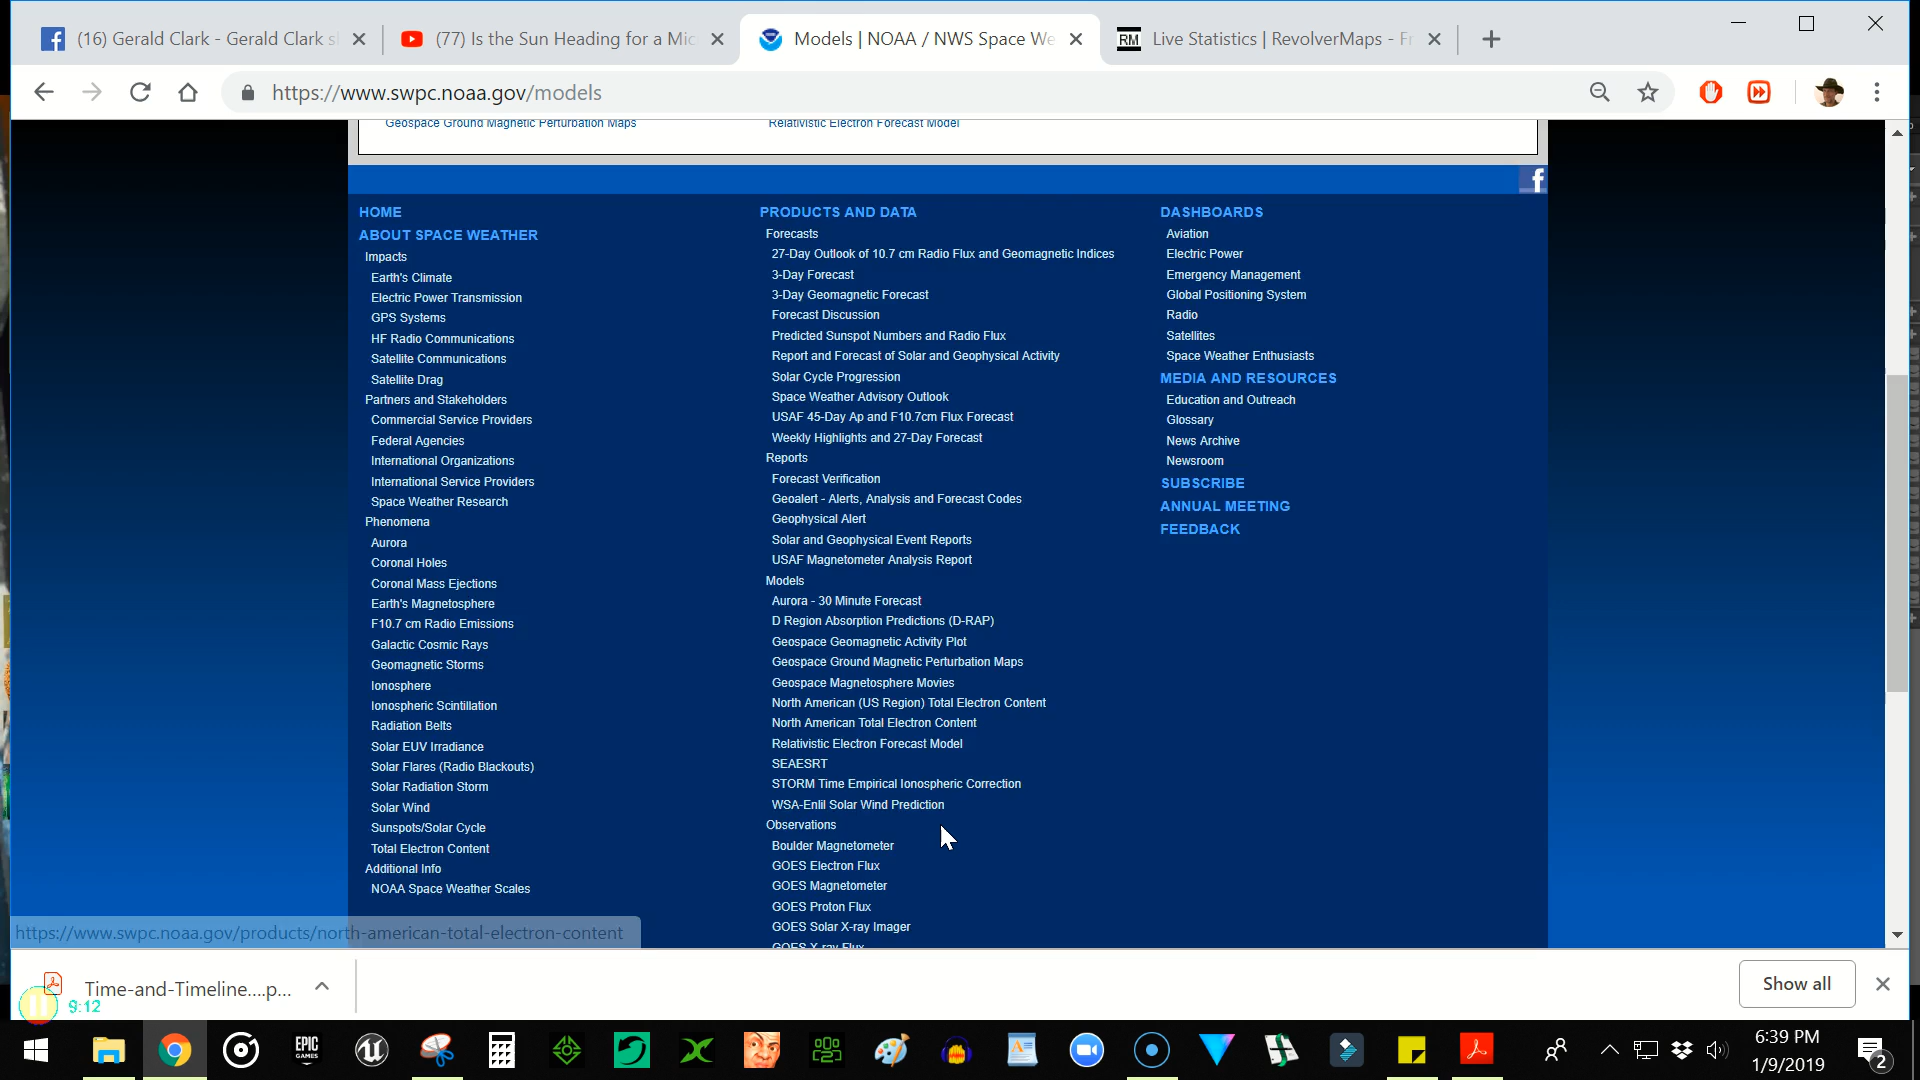 (16) Gerald Clark - Gerald Clark s
(77) Is the Sun Heading for a Mic
Models | NOAA / NWS Space We
RM Live Statistics | RevolverMaps - Fr
https://www.swpc.noaa.gov/models
Geospace Ground Magnetic Perturbation Maps
Relativistic Electron Forecast Model
HOME
ABOUT SPACE WEATHER
Impacts
Earth's Climate
Electric Power Transmission
GPS Systems
HF Radio Communications
Satellite Communications
Satellite Drag
Partners and Stakeholders
Commercial Service Providers
Federal Agencies
International Organizations
International Service Providers
Space Weather Research
Phenomena
Aurora
Coronal Holes
Coronal Mass Ejections
Earth's Magnetosphere
F10.7 cm Radio Emissions
Galactic Cosmic Rays
Geomagnetic Storms
Ionosphere
Ionospheric Scintillation
Radiation Belts
Solar EUV Irradiance
Solar Flares (Radio Blackouts)
Solar Radiation Storm
Solar Wind
Sunspots/Solar Cycle
Total Electron Content
Additional Info
NOAA Space Weather Scales
PRODUCTS AND DATA
Forecasts
27-Day Outlook of 10.7 cm Radio Flux and Geomagnetic Indices
3-Day Forecast
3-Day Geomagnetic Forecast
Forecast Discussion
Predicted Sunspot Numbers and Radio Flux
Report and Forecast of Solar and Geophysical Activity
Solar Cycle Progression
Space Weather Advisory Outlook
USAF 45-Day Ap and F10.7cm Flux Forecast
Weekly Highlights and 27-Day Forecast
Reports
Forecast Verification
Geoalert - Alerts, Analysis and Forecast Codes
Geophysical Alert
Solar and Geophysical Event Reports
USAF Magnetometer Analysis Report
Models
Aurora - 30 Minute Forecast
D Region Absorption Predictions (D-RAP)
Geospace Geomagnetic Activity Plot
Geospace Ground Magnetic Perturbation Maps
Geospace Magnetosphere Movies
North American (US Region) Total Electron Content
North American Total Electron Content
Relativistic Electron Forecast Model
SEAESRT
STORM Time Empirical Ionospheric Correction
WSA-Enlil Solar Wind Prediction
Observations
Boulder Magnetometer
GOES Electron Flux
GOES Magnetometer
GOES Proton Flux
GOES Solar X-ray Imager
GOES X-ray Flux
DASHBOARDS
Aviation
Electric Power
Emergency Management
Global Positioning System
Radio
Satellites
Space Weather Enthusiasts
MEDIA AND RESOURCES
Education and Outreach
Glossary
News Archive
Newsroom
SUBSCRIBE
ANNUAL MEETING
FEEDBACK
https://www.swpc.noaa.gov/products/north-american-total-electron-content
Time-and-Timeline....p...
9:12
Show all
EPIC
GAMES
6:39 PM
1/9/2019
2